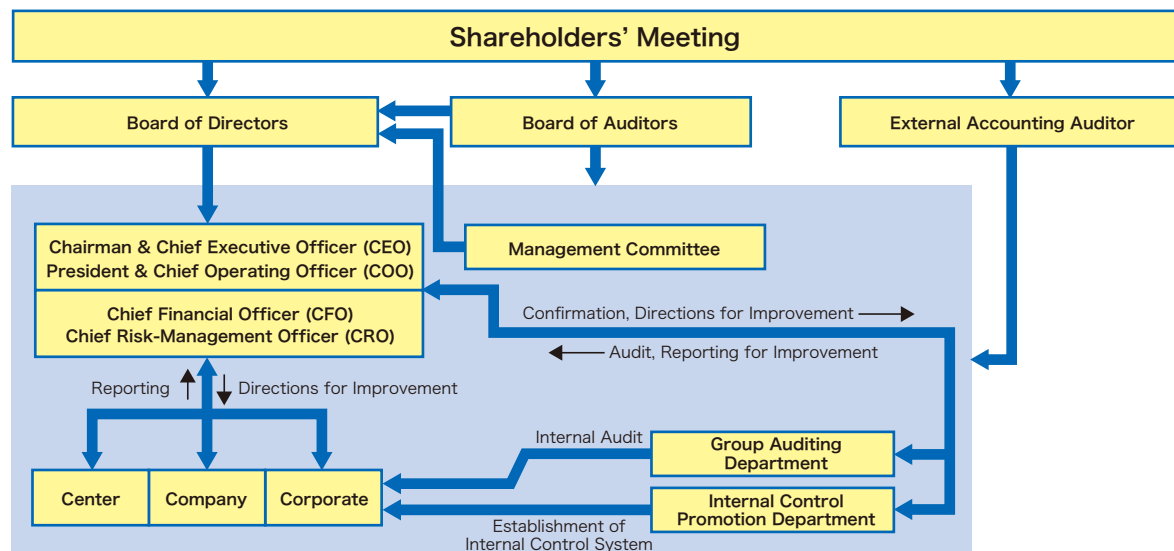 Shareholders’ Meeting
Board of Directors
Board of Auditors
External Accounting Auditor
Chairman & Chief Executive Officer (CEO)
President & Chief Operating Officer (COO)
Management Committee
Chief Financial Officer (CFO)
Chief Risk-Management Officer (CRO)
Confirmation, Directions for Improvement
Audit, Reporting for Improvement
Reporting
Directions for Improvement
Internal Audit
Group Auditing
Department
Center
Company
Corporate
Internal Control
Promotion Department
Establishment of
Internal Control System